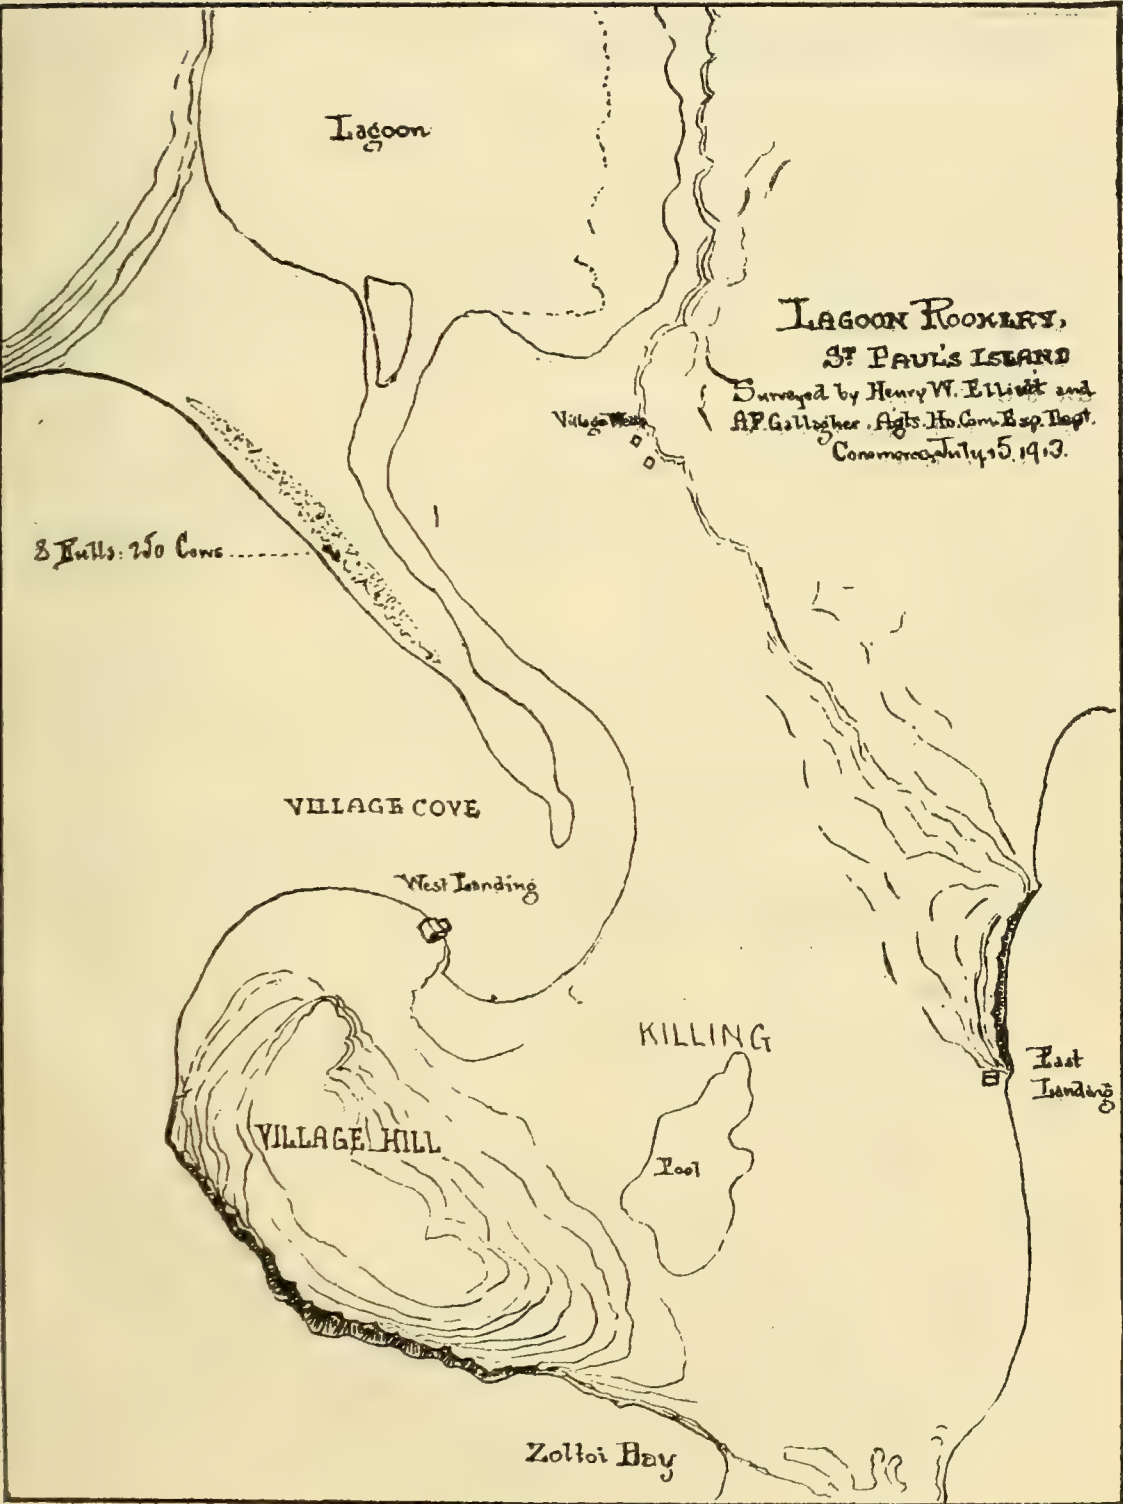 Lagoon
LAGOON ROOKERY,
ST PAUL'S ISLAND
Surveyed by Henry W. Elliott and
A.F. Gallagher, Agts. Ho. Com. Exp. Dept.
Commerce, July 15, 1913.
Village
8 Bulls: 250 Cows
VILLAGE COVE
West Landing
KILLING
East
Landing
VILLAGE HILL
Pool
Zoltoi Bay